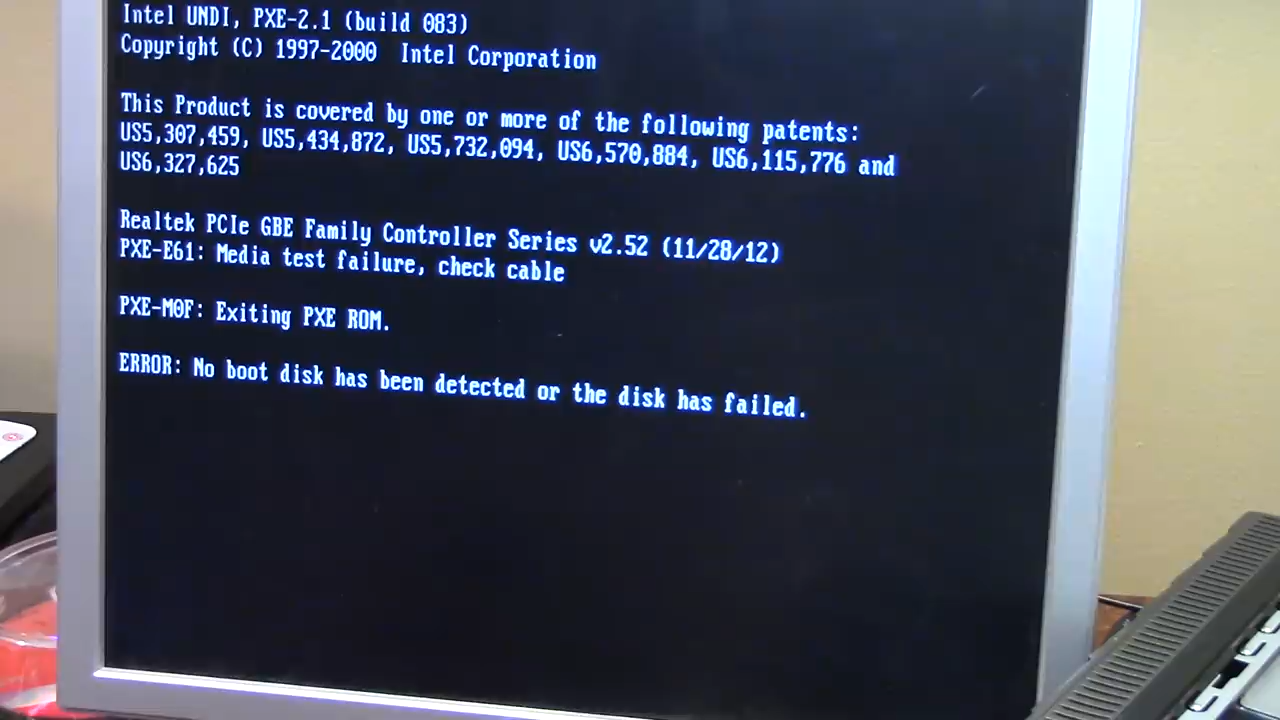 Intel UNDI, PXE-2.1 (build 083)
Copyright (C) 1997-2000 Intel Corporation
This Product is covered by one or more of the following patents:
US5,307,459, US5,434,872, US5,732,094, US6,570,884, US6,115,776 and
US6,327,625
Realtek PCIe GBE Family Controller Series v2.52 (11/28/12)
PXE-E61: Media test failure, check cable
PXE-M0F: Exiting PXE ROM.
ERROR: No boot disk has been detected or the disk has failed.